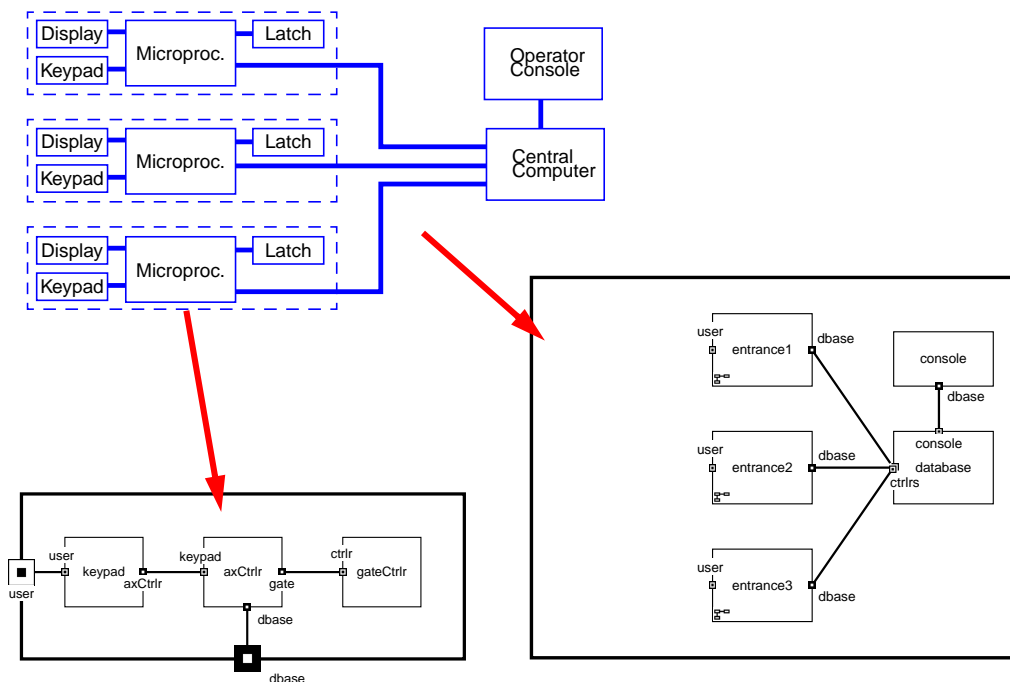 Display
Latch
Microproc.
Keypad
Operator
Console
Display
Latch
Microproc.
Keypad
Central
Computer
Display
Latch
Microproc.
Keypad
user
entrance1
dbase
console
dbase
user
entrance2
dbase
console
database
ctrlrs
user
entrance3
dbase
user
keypad
axCtrlr
keypad
axCtrlr
gate
ctrlr
gateCtrlr
user
dbase
dbase